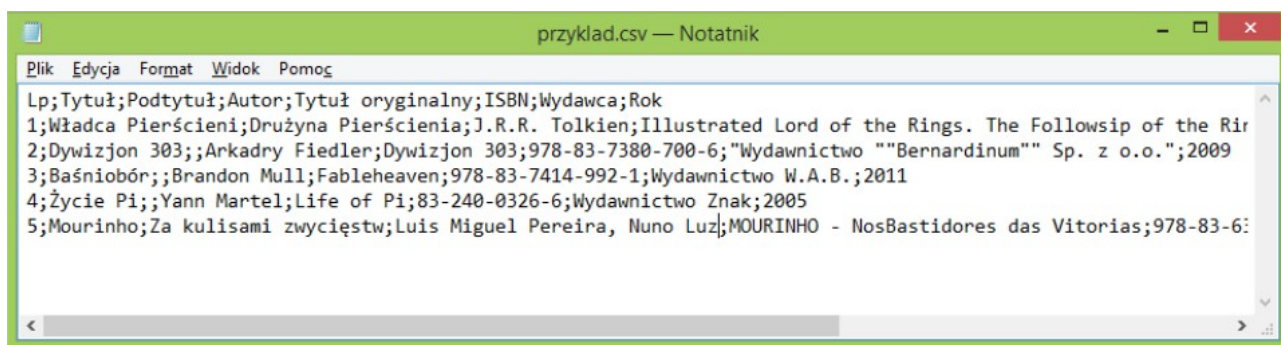 przyklad.csv — Notatnik
Plik Edycja Format Widok Pomoc
Lp;Tytuł;Podtytuł;Autor;Tytuł oryginalny;ISBN;Wydawca;Rok
1;Władca Pierścieni;Drużyna Pierścienia;J.R.R. Tolkien;Illustrated Lord of the Rings. The Followsip of the
2;Dywizjon 303;;Arkadry Fiedler;Dywizjon 303;978-83-7380-700-6;"Wydawnictwo ""Bernardinum"" Sp. z o.o.";2009
3;Baśniobór;;Brandon Mull;Fableheaven;978-83-7414-992-1;Wydawnictwo W.A.B.;2011
4;Życie Pi;;Yann Martel;Life of Pi;83-240-0326-6;Wydawnictwo Znak;2005
5;Mourinho;Za kulisami zwycięstw;Luis Miguel Pereira, Nuno Luz;MOURINHO - NosBastidores das Vitorias;978-83-6